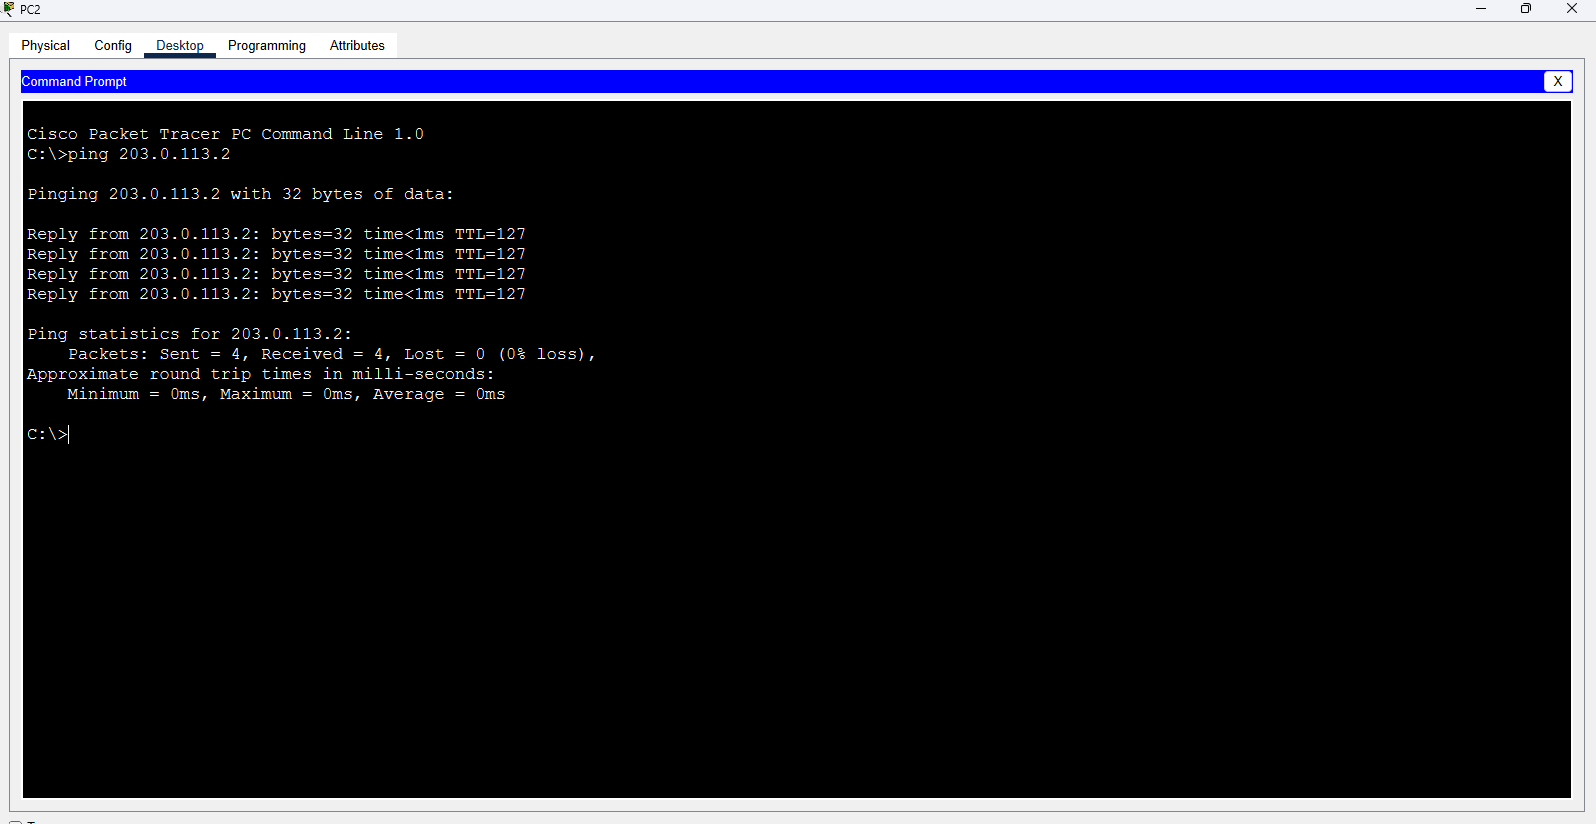 PC2
Physical Config Desktop Programming Attributes
Command Prompt X
Cisco Packet Tracer PC Command Line 1.0
C:\>ping 203.0.113.2
Pinging 203.0.113.2 with 32 bytes of data:
Reply from 203.0.113.2: bytes=32 time<1ms TTL=127
Reply from 203.0.113.2: bytes=32 time<1ms TTL=127
Reply from 203.0.113.2: bytes=32 time<1ms TTL=127
Reply from 203.0.113.2: bytes=32 time<1ms TTL=127
Ping statistics for 203.0.113.2:
Packets: Sent = 4, Received = 4, Lost = 0 (0% loss),
Approximate round trip times in milli-seconds:
Minimum = 0ms, Maximum = 0ms, Average = 0ms
C:\>